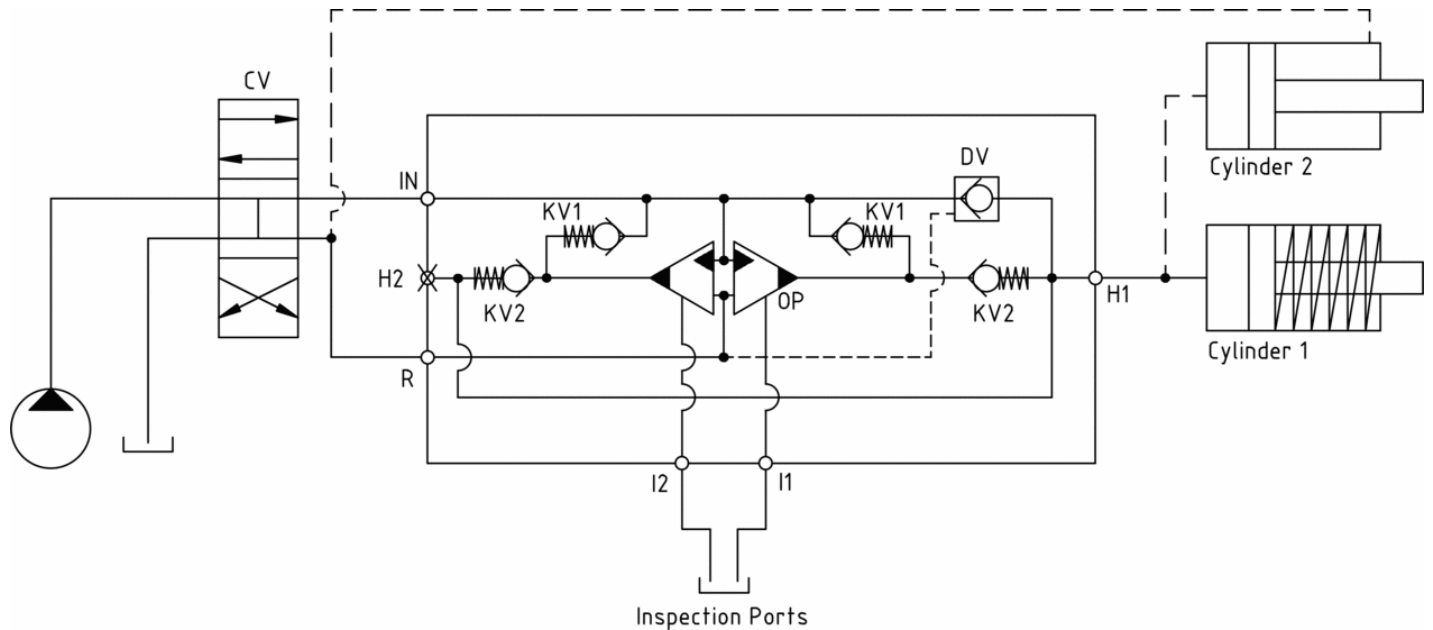 CV
Cylinder 2
DV
IN
KV1
KV1
H2
KV2
OP
KV2
H1
Cylinder 1
R
I2
I1
Inspection Ports